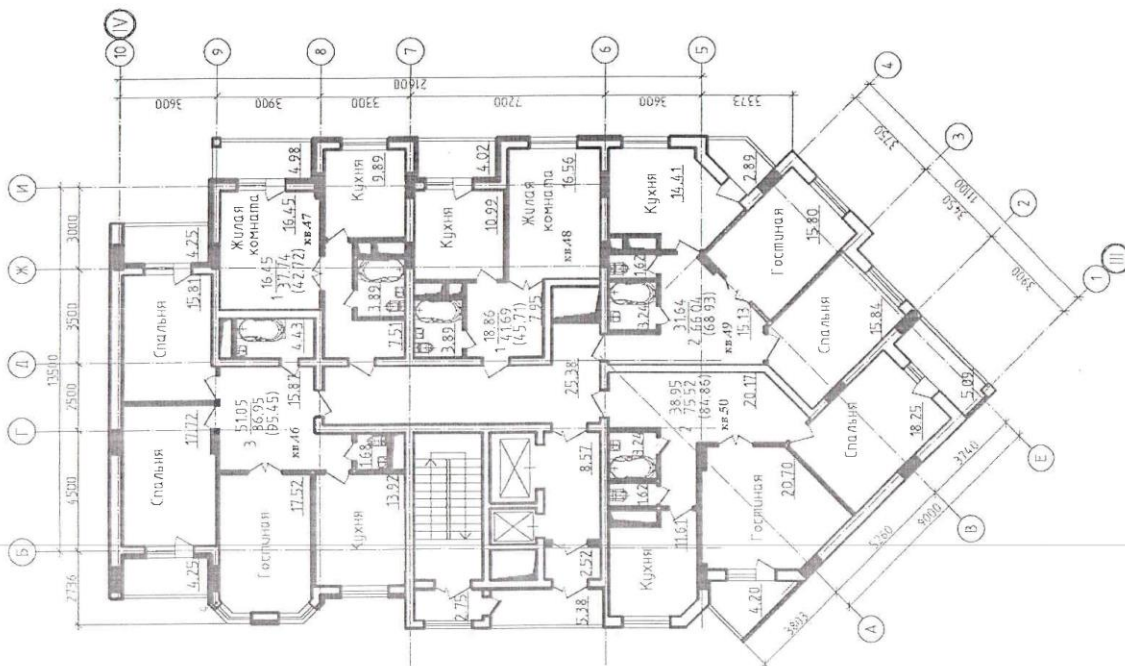 10 IV
9
8
7
6
5
4
3
2
1 III
21600
3600
3900
3300
7200
3600
3373
3750
3450
11100
3900
И
Ж
Д
Г
Б
3000
3500
2500
4500
2736
13500
А
В
Е
3803
5260
9000
3740
4.25
Спальня
15.81
Спальня
17.72
4.25
4.98
Жилая
комната
16.45
кв.47
16.45
1 37.74
(42.72)
Кухня
9.89
3.89
7.51
4.43
51.05
3 86.95
(95.45)
кв.46
15.87
Гостиная
17.52
1.68
Кухня
13.92
4.02
Кухня
10.99
Жилая
комната
16.56
кв.48
3.89
18.86
1 41.69
(45.71)
7.95
25.38
8.57
2.52
2.75
5.38
Кухня
14.41
2.89
1.62
3.24
31.64
2 66.04
(68.93)
кв.49
15.13
Гостиная
15.80
Спальня
15.84
38.95
2 75.52
(84.86)
кв.50
20.17
3.24
1.62
Кухня
11.61
Гостиная
20.70
Спальня
18.25
5.09
4.20